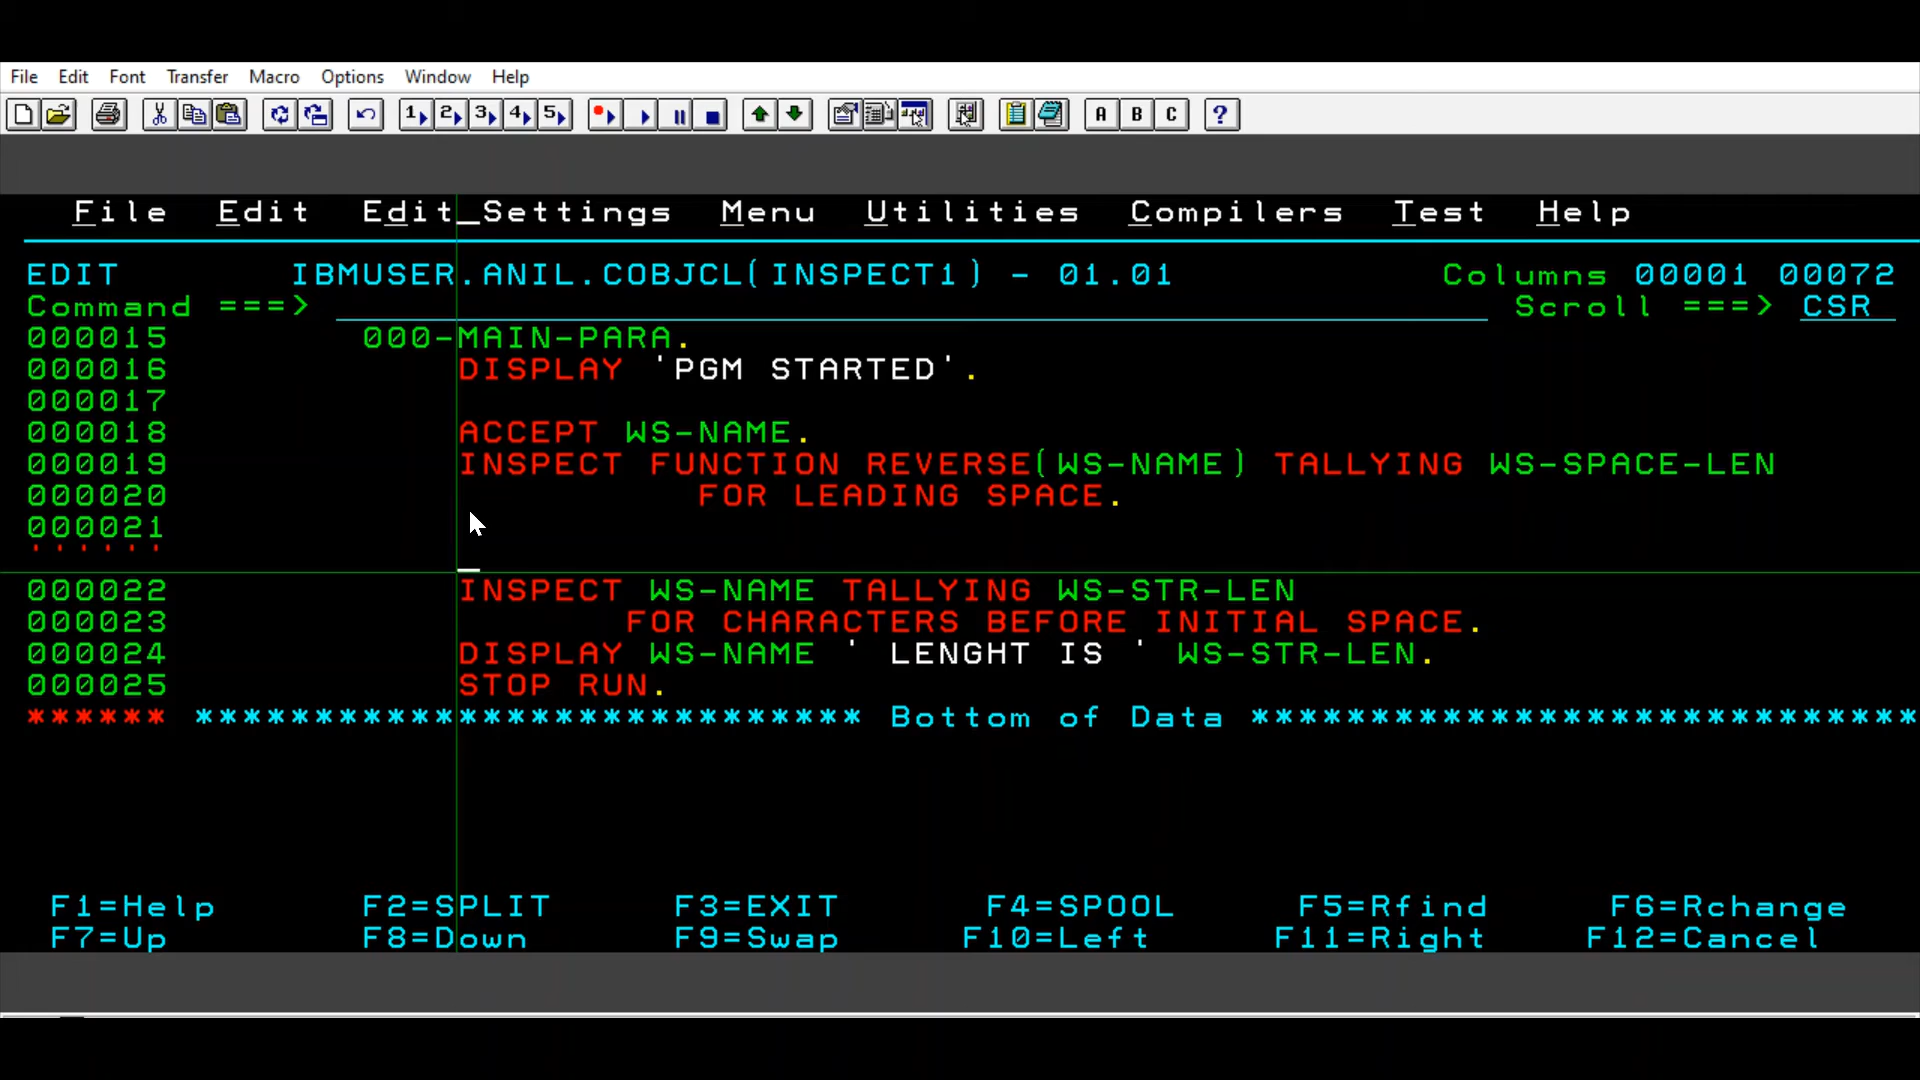 File Edit Font Transfer Macro Options Window Help
1 2 3 4 5 A B C ?
File Edit Edit_Settings Menu Utilities Compilers Test Help
EDIT IBMUSER.ANIL.COBJCL(INSPECT1) - 01.01 Columns 00001 00072
Command ===> Scroll ===> CSR
000015 000-MAIN-PARA.
000016 DISPLAY 'PGM STARTED'.
000017
000018 ACCEPT WS-NAME.
000019 INSPECT FUNCTION REVERSE(WS-NAME) TALLYING WS-SPACE-LEN
000020 FOR LEADING SPACE.
000021
''''''
000022 INSPECT WS-NAME TALLYING WS-STR-LEN
000023 FOR CHARACTERS BEFORE INITIAL SPACE.
000024 DISPLAY WS-NAME ' LENGHT IS ' WS-STR-LEN.
000025 STOP RUN.
****** **************************** Bottom of Data ****************************
F1=Help F2=SPLIT F3=EXIT F4=SPOOL F5=Rfind F6=Rchange
F7=Up F8=Down F9=Swap F10=Left F11=Right F12=Cancel